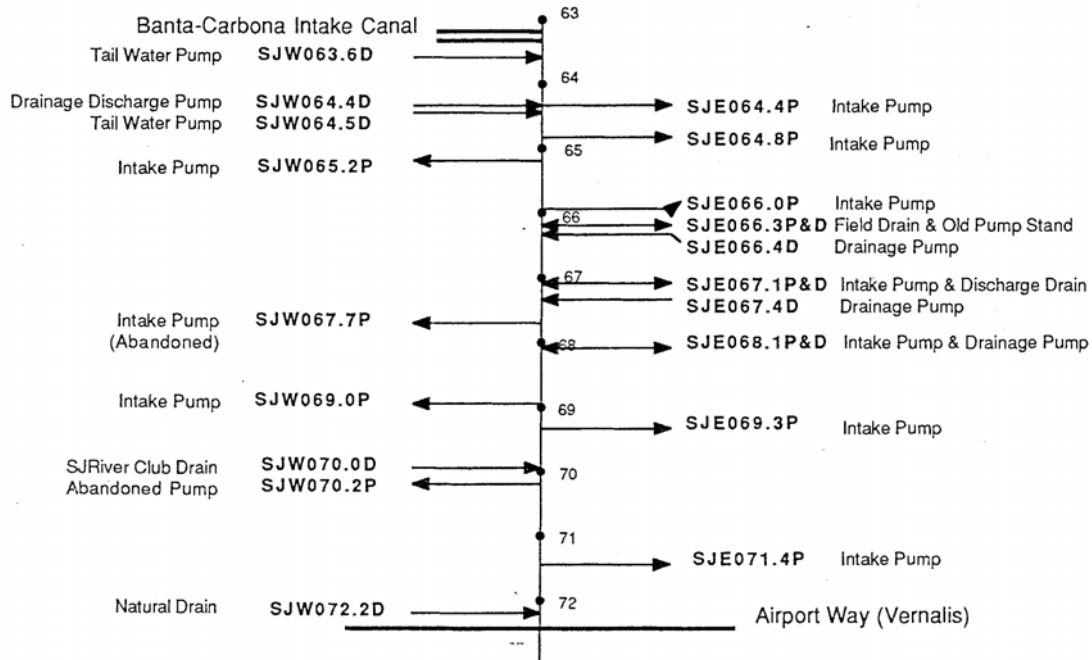 63
Banta-Carbona Intake Canal
Tail Water Pump SJW063.6D
64
Drainage Discharge Pump SJW064.4D SJE064.4P Intake Pump
Tail Water Pump SJW064.5D
SJE064.8P Intake Pump
65
Intake Pump SJW065.2P
SJE066.0P Intake Pump
66
SJE066.3P&D Field Drain & Old Pump Stand
SJE066.4D Drainage Pump
67
SJE067.1P&D Intake Pump & Discharge Drain
SJE067.4D Drainage Pump
Intake Pump SJW067.7P
(Abandoned)
68 SJE068.1P&D Intake Pump & Drainage Pump
Intake Pump SJW069.0P
69
SJE069.3P Intake Pump
SJRiver Club Drain SJW070.0D
70
Abandoned Pump SJW070.2P
71
SJE071.4P Intake Pump
72
Natural Drain SJW072.2D
Airport Way (Vernalis)